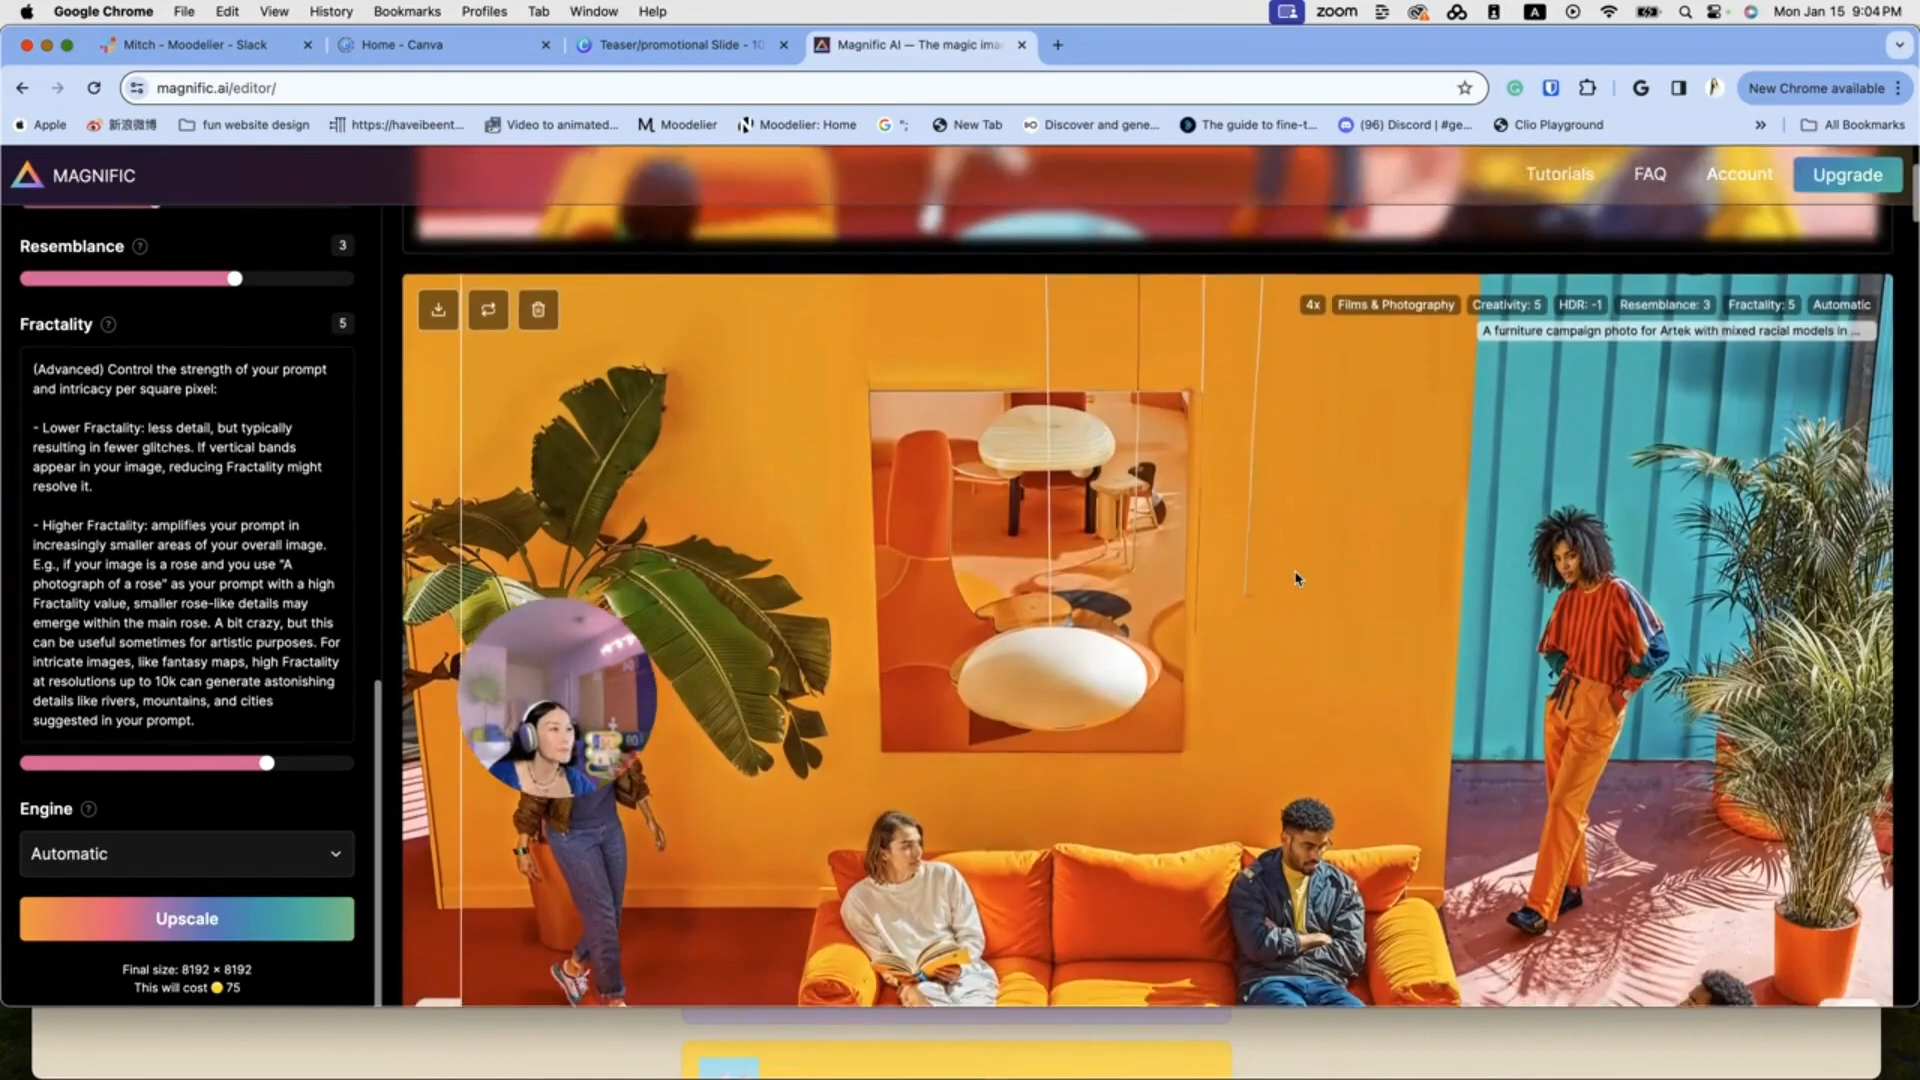 Google Chrome File Edit View History Bookmarks Profiles Tab Window Help zoom A Mon Jan 15 9:04 PM
Mitch - Moodelier - Slack Home - Canva Teaser/promotional Slide - 10 Magnific AI — The magic ima
magnific.ai/editor/ New Chrome available
Apple 新浪微博 fun website design https://haveibeent... Video to animated... Moodelier Moodelier: Home "; New Tab Discover and gene... The guide to fine-t... (96) Discord | #ge... Clio Playground » All Bookmarks
MAGNIFIC Tutorials FAQ Account Upgrade
Resemblance ? 3
4x Films & Photography Creativity: 5 HDR: -1 Resemblance: 3 Fractality: 5 Automatic
A furniture campaign photo for Artek with mixed racial models in ...
Fractality ? 5
(Advanced) Control the strength of your prompt
and intricacy per square pixel:
- Lower Fractality: less detail, but typically
resulting in fewer glitches. If vertical bands
appear in your image, reducing Fractality might
resolve it.
- Higher Fractality: amplifies your prompt in
increasingly smaller areas of your overall image.
E.g., if your image is a rose and you use "A
photograph of a rose" as your prompt with a high
Fractality value, smaller rose-like details may
emerge within the main rose. A bit crazy, but this
can be useful sometimes for artistic purposes. For
intricate images, like fantasy maps, high Fractality
at resolutions up to 10k can generate astonishing
details like rivers, mountains, and cities
suggested in your prompt.
Engine ?
Automatic
Upscale
Final size: 8192 × 8192
This will cost 75